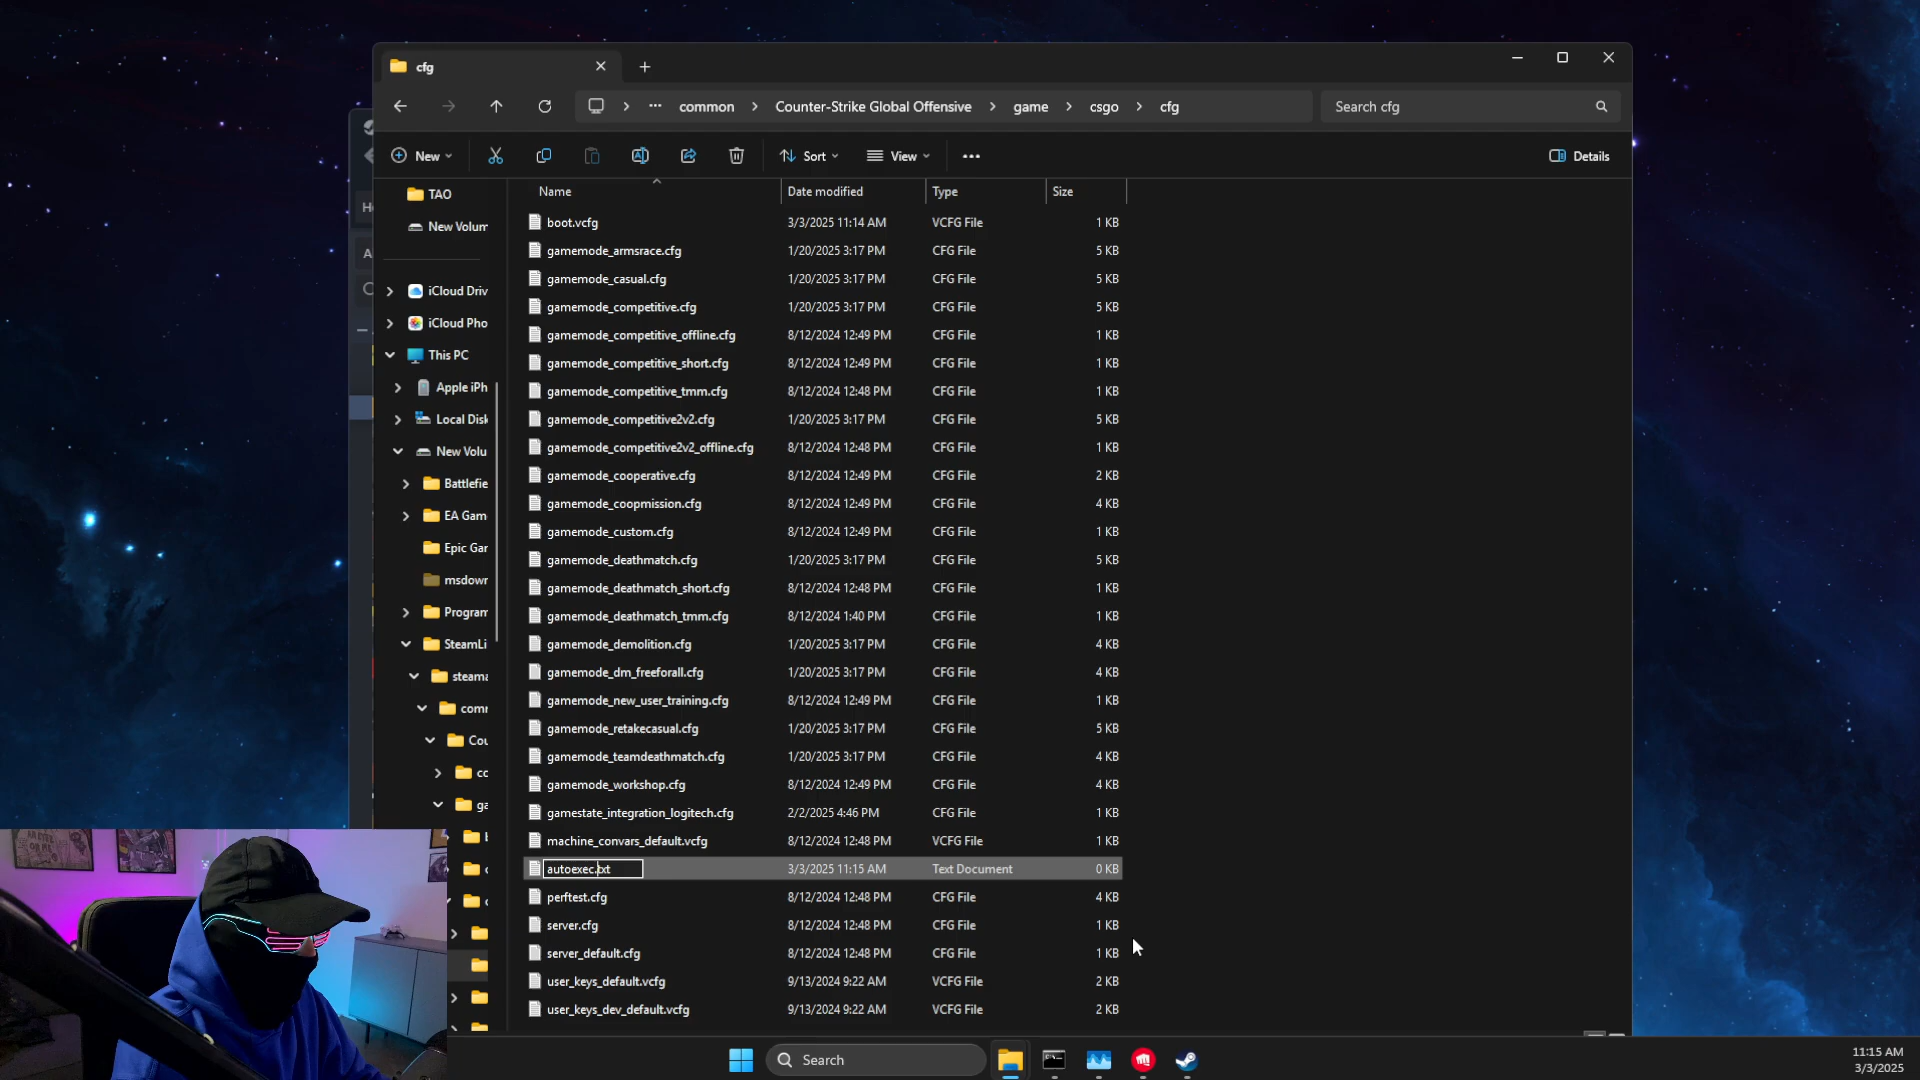 cfg
common
Counter-Strike Global Offensive
game
csgo
cfg
Search cfg
New
Sort
View
Details
Name
Date modified
Type
Size
TAO
New Volum
iCloud Driv
iCloud Pho
This PC
Apple iPh
Local Disk
New Volu
Battlefie
EA Gam
Epic Gar
msdowr
Program
SteamLi
steama
comr
Cou
cc
ga
boot.vcfg 3/3/2025 11:14 AM VCFG File 1 KB
gamemode_armsrace.cfg 1/20/2025 3:17 PM CFG File 5 KB
gamemode_casual.cfg 1/20/2025 3:17 PM CFG File 5 KB
gamemode_competitive.cfg 1/20/2025 3:17 PM CFG File 5 KB
gamemode_competitive_offline.cfg 8/12/2024 12:49 PM CFG File 1 KB
gamemode_competitive_short.cfg 8/12/2024 12:49 PM CFG File 1 KB
gamemode_competitive_tmm.cfg 8/12/2024 12:48 PM CFG File 1 KB
gamemode_competitive2v2.cfg 1/20/2025 3:17 PM CFG File 5 KB
gamemode_competitive2v2_offline.cfg 8/12/2024 12:48 PM CFG File 1 KB
gamemode_cooperative.cfg 8/12/2024 12:49 PM CFG File 2 KB
gamemode_coopmission.cfg 8/12/2024 12:49 PM CFG File 4 KB
gamemode_custom.cfg 8/12/2024 12:49 PM CFG File 1 KB
gamemode_deathmatch.cfg 1/20/2025 3:17 PM CFG File 5 KB
gamemode_deathmatch_short.cfg 8/12/2024 12:48 PM CFG File 1 KB
gamemode_deathmatch_tmm.cfg 8/12/2024 1:40 PM CFG File 1 KB
gamemode_demolition.cfg 1/20/2025 3:17 PM CFG File 4 KB
gamemode_dm_freeforall.cfg 1/20/2025 3:17 PM CFG File 4 KB
gamemode_new_user_training.cfg 8/12/2024 12:49 PM CFG File 1 KB
gamemode_retakecasual.cfg 1/20/2025 3:17 PM CFG File 5 KB
gamemode_teamdeathmatch.cfg 1/20/2025 3:17 PM CFG File 4 KB
gamemode_workshop.cfg 8/12/2024 12:49 PM CFG File 4 KB
gamestate_integration_logitech.cfg 2/2/2025 4:46 PM CFG File 1 KB
machine_convars_default.vcfg 8/12/2024 12:48 PM VCFG File 1 KB
autoexec.txt 3/3/2025 11:15 AM Text Document 0 KB
perftest.cfg 8/12/2024 12:48 PM CFG File 4 KB
server.cfg 8/12/2024 12:48 PM CFG File 1 KB
server_default.cfg 8/12/2024 12:48 PM CFG File 1 KB
user_keys_default.vcfg 9/13/2024 9:22 AM VCFG File 2 KB
user_keys_dev_default.vcfg 9/13/2024 9:22 AM VCFG File 2 KB
Search
11:15 AM
3/3/2025